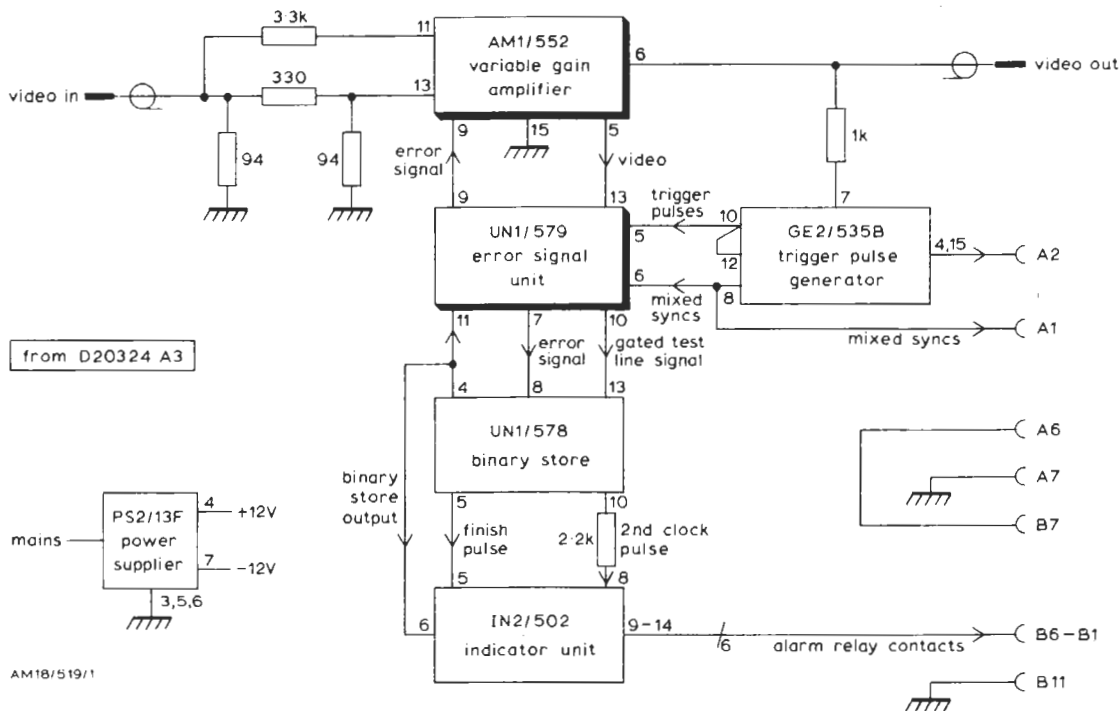 3·3k
11
AM1/552
variable gain
amplifier
6
video in
330
13
video out
94
94
9
15
5
error
signal
video
1k
9
13
7
UN1/579
error signal
unit
trigger
pulses
5
10
12
GE2/535B
trigger pulse
generator
4,15
A2
6
8
mixed
syncs
mixed syncs
A1
11
7
10
error
signal
gated test
line signal
from D20324 A3
4
8
13
UN1/578
binary store
A6
A7
B7
binary
store
output
5
10
finish
pulse
2·2k
2nd clock
pulse
mains
PS2/13F
power
supplier
4
+12V
7
-12V
3,5,6
5
8
6
IN2/502
indicator unit
9-14
6
alarm relay contacts
B6-B1
B11
AM18/519/1